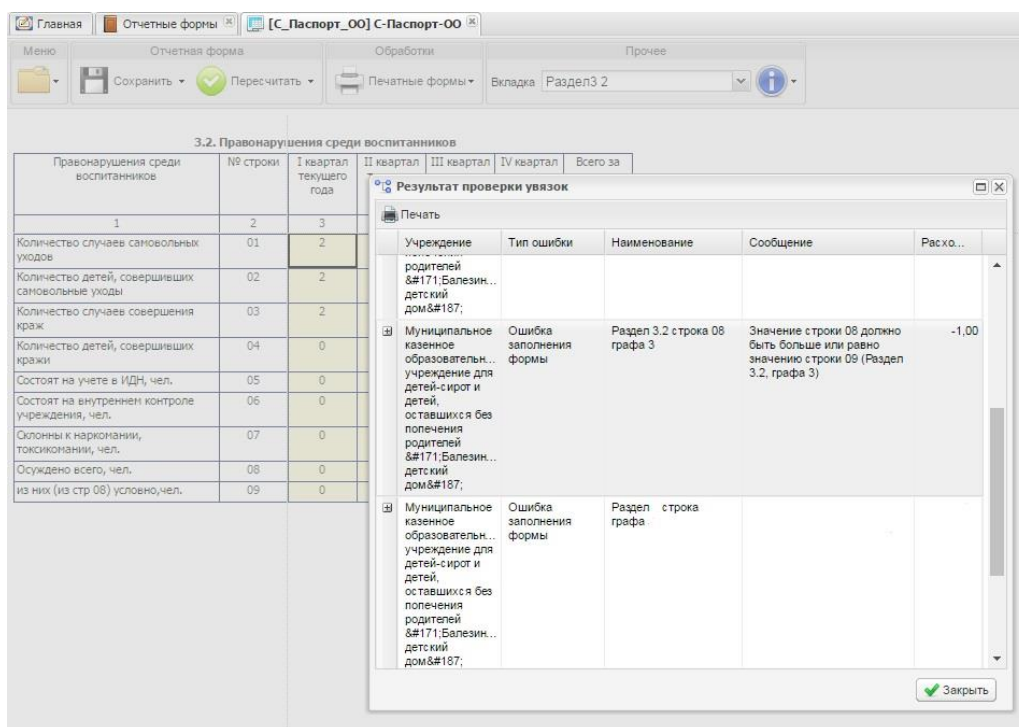 Главная
Отчетные формы
[С_Паспорт_ОО] С-Паспорт-ОО
Меню
Отчетная форма
Обработки
Прочее
Сохранить
Пересчитать
Печатные формы
Вкладка
Раздел3 2
3.2. Правонарушения среди воспитанников
Правонарушения среди
воспитанников
№ строки
I квартал
текущего
года
II квартал
III квартал
IV квартал
Всего за
1
2
3
Количество случаев самовольных
уходов
01
2
Количество детей, совершивших
самовольные уходы
02
2
Количество случаев совершения
краж
03
2
Количество детей, совершивших
кражи
04
0
Состоят на учете в ИДН, чел.
05
0
Состоят на внутреннем контроле
учреждения, чел.
06
0
Склонны к наркомании,
токсикомании, чел.
07
0
Осуждено всего, чел.
08
0
из них (из стр 08) условно,чел.
09
0
Результат проверки увязок
Печать
Учреждение
Тип ошибки
Наименование
Сообщение
Расхо...
родителей
&#171;Балезин...
детский
дом&#187;
Муниципальное
казенное
образовательн...
учреждение для
детей-сирот и
детей,
оставшихся без
попечения
родителей
&#171;Балезин...
детский
дом&#187;
Ошибка
заполнения
формы
Раздел 3.2 строка 08
графа 3
Значение строки 08 должно
быть больше или равно
значению строки 09 (Раздел
3.2, графа 3)
-1,00
Муниципальное
казенное
образовательн...
учреждение для
детей-сирот и
детей,
оставшихся без
попечения
родителей
&#171;Балезин...
детский
дом&#187;
Ошибка
заполнения
формы
Раздел строка
графа
Закрыть